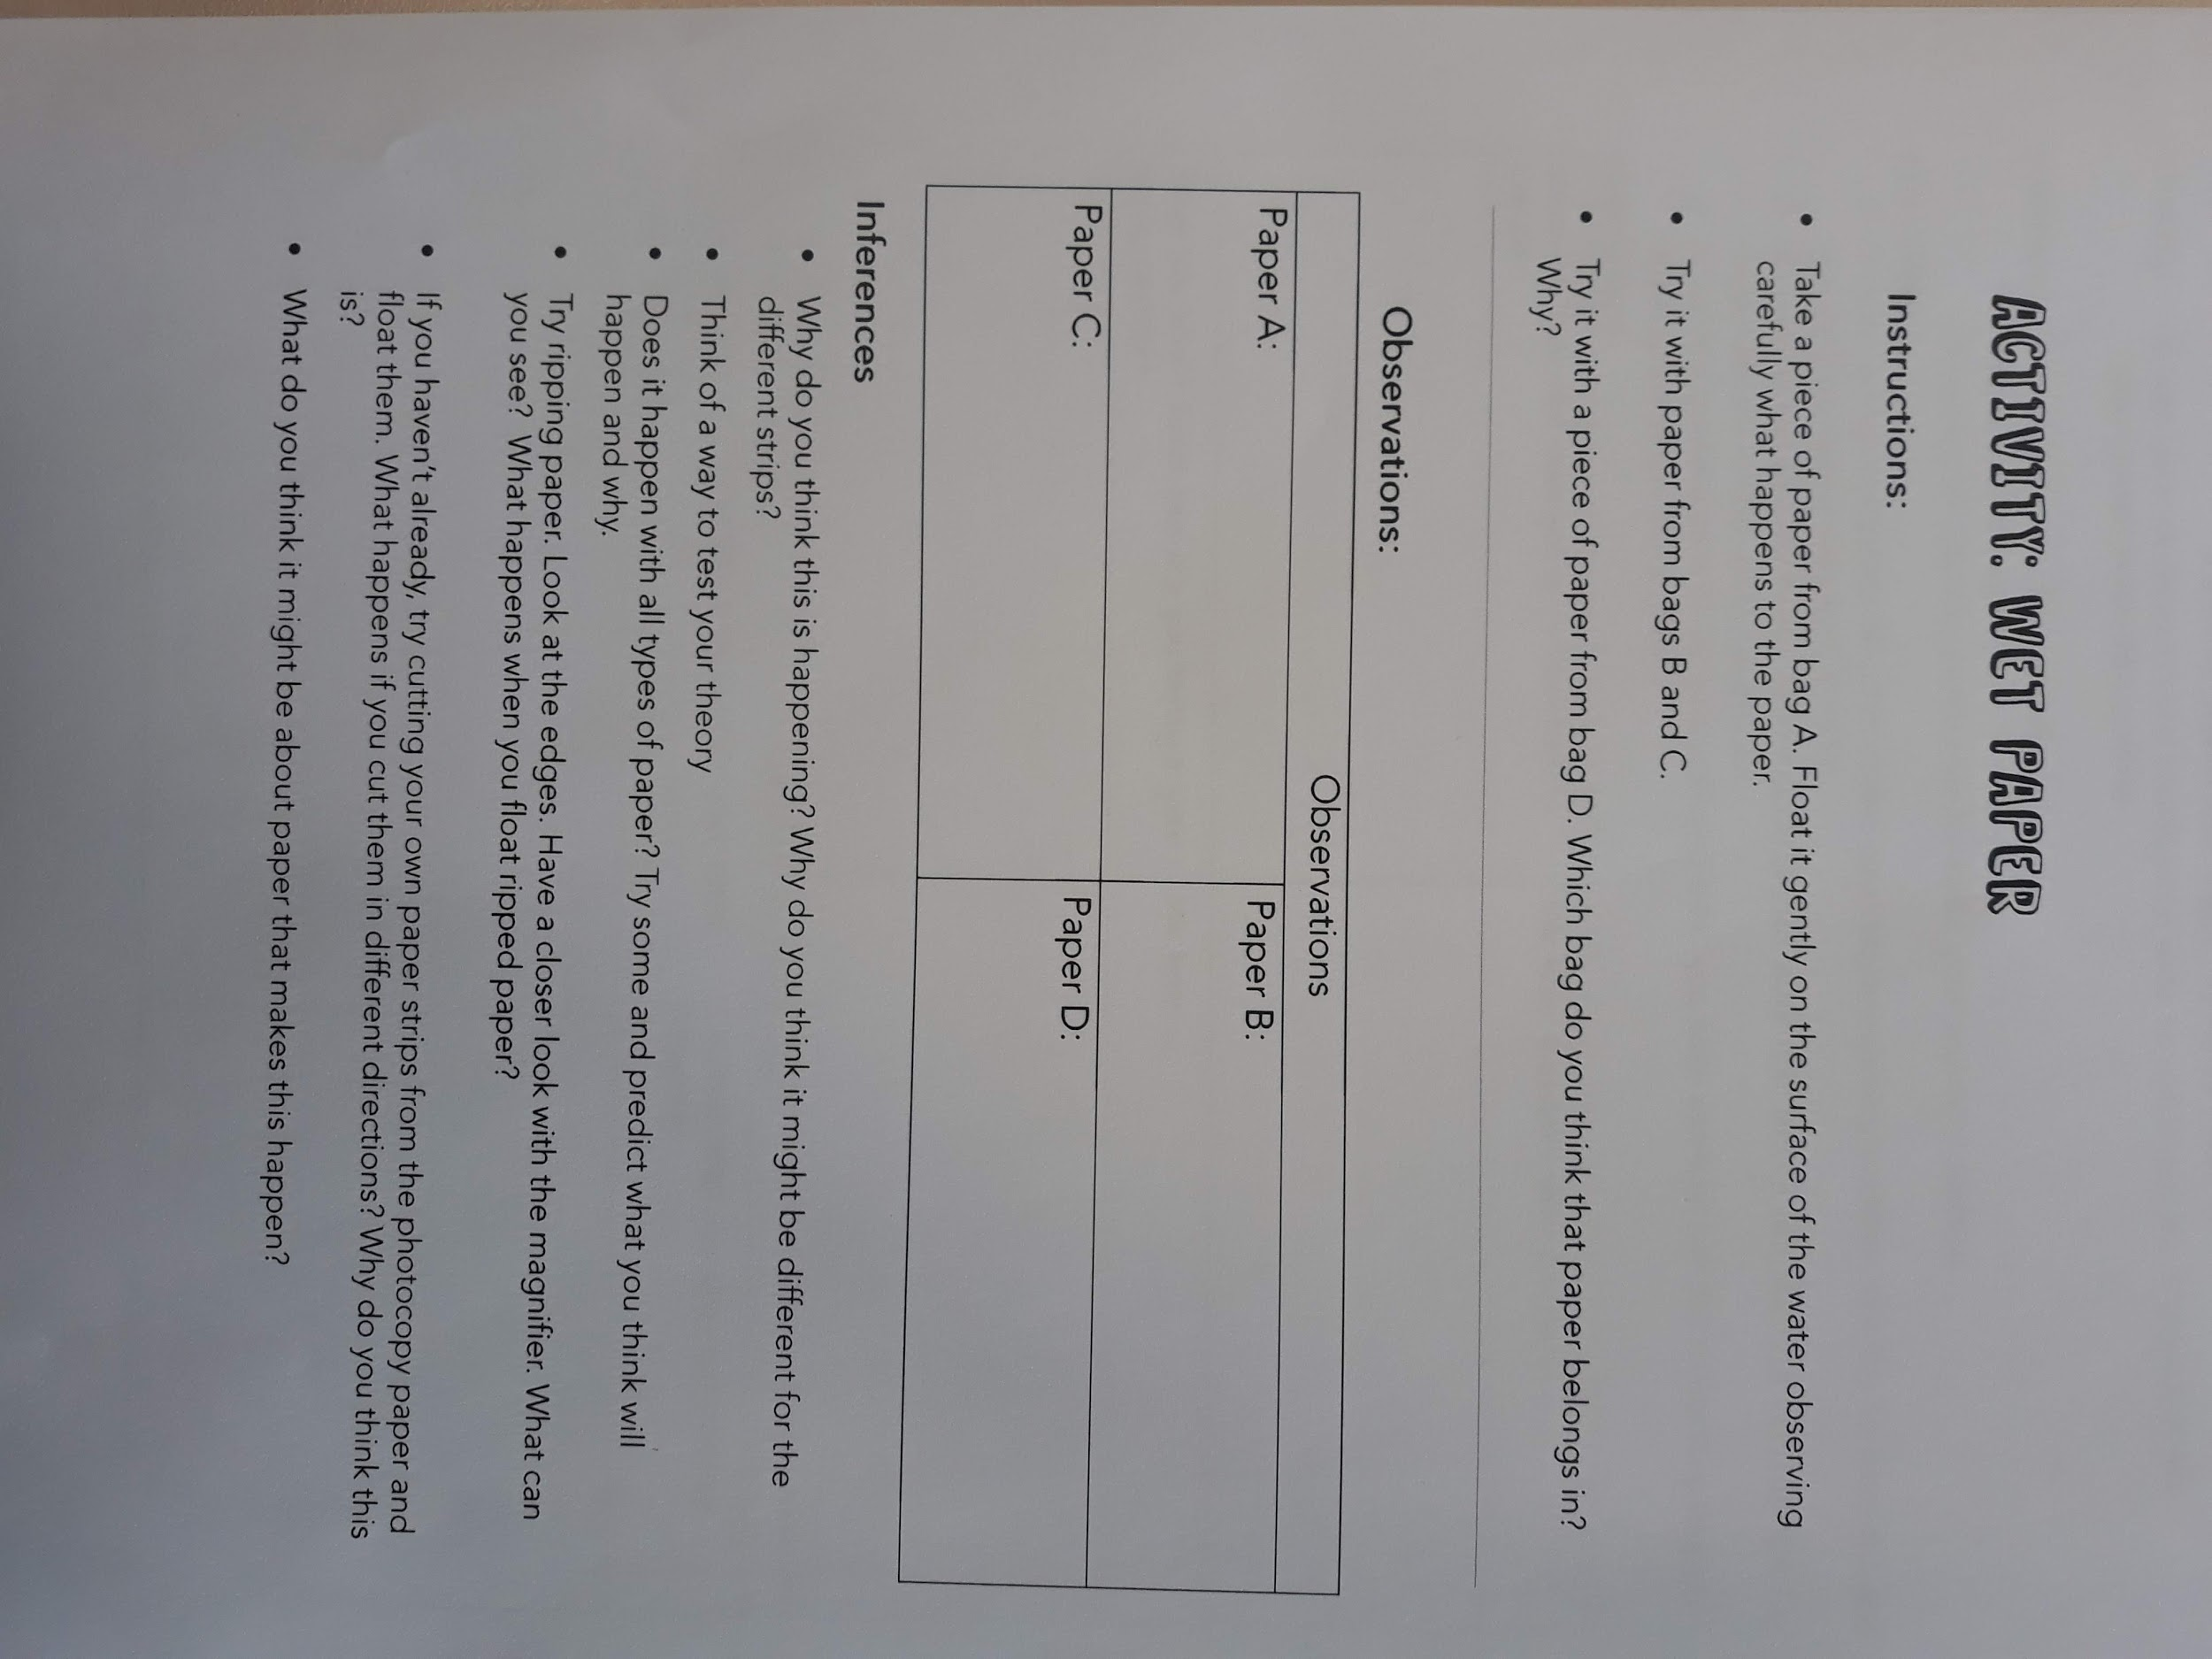 ACTIVITY: WET PAPER
Instructions:
• Take a piece of paper from bag A. Float it gently on the surface of the water observing
carefully what happens to the paper.
• Try it with paper from bags B and C.
• Try it with a piece of paper from bag D. Which bag do you think that paper belongs in?
Why?
Observations:
Observations
Paper A: Paper B:
Paper C: Paper D:
Inferences
• Why do you think this is happening? Why do you think it might be different for the
different strips?
• Think of a way to test your theory
• Does it happen with all types of paper? Try some and predict what you think will
happen and why.
• Try ripping paper. Look at the edges. Have a closer look with the magnifier. What can
you see? What happens when you float ripped paper?
• If you haven't already, try cutting your own paper strips from the photocopy paper and
float them. What happens if you cut them in different directions? Why do you think this
is?
• What do you think it might be about paper that makes this happen?